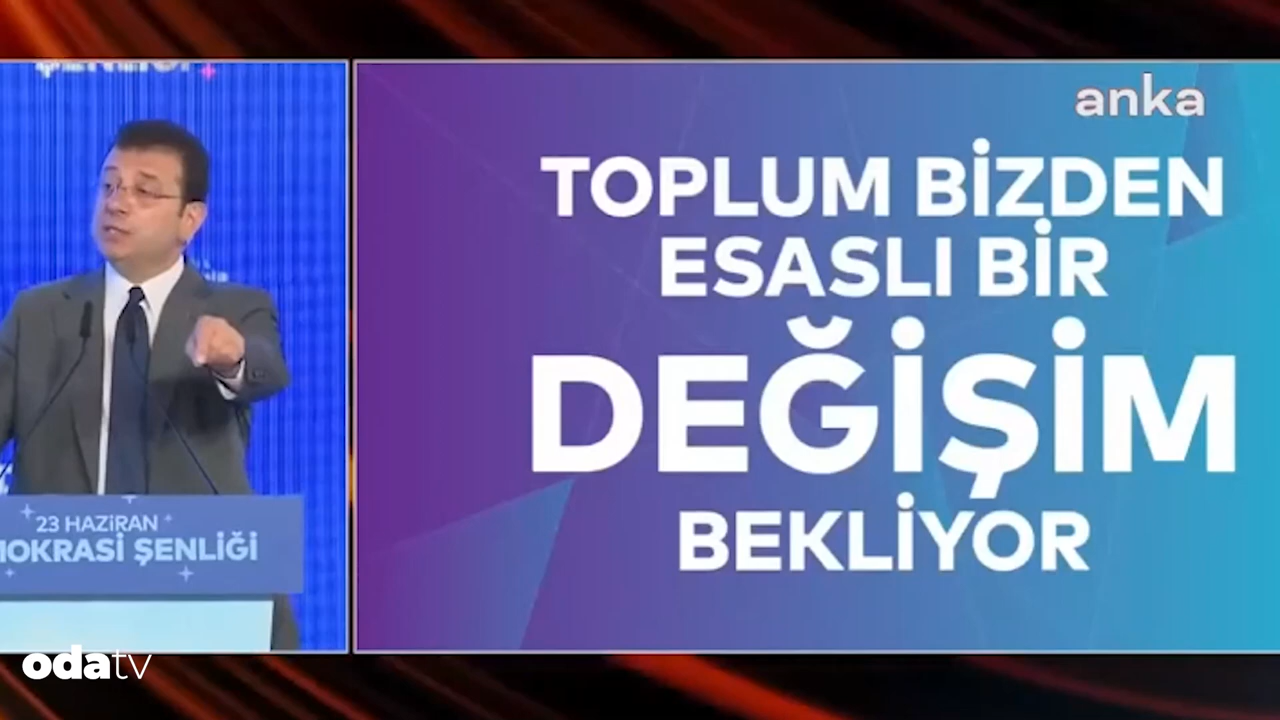 anka
TOPLUM BİZDEN
ESASLI BİR
DEĞİŞİM
BEKLİYOR
23 HAZİRAN
MOKRASİ ŞENLİĞİ
odatv